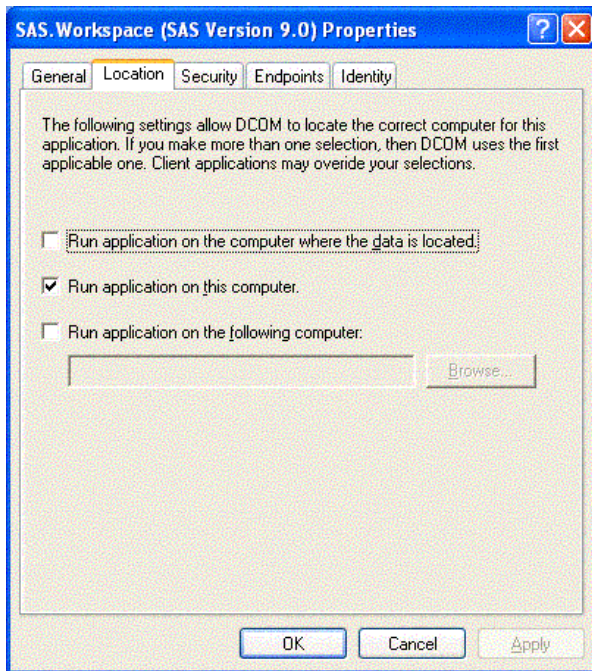 SAS.Workspace (SAS Version 9.0) Properties
General Location Security Endpoints Identity
The following settings allow DCOM to locate the correct computer for this
application. If you make more than one selection, then DCOM uses the first
applicable one. Client applications may overide your selections.
Run application on the computer where the data is located.
Run application on this computer.
Run application on the following computer:
Browse...
OK Cancel Apply